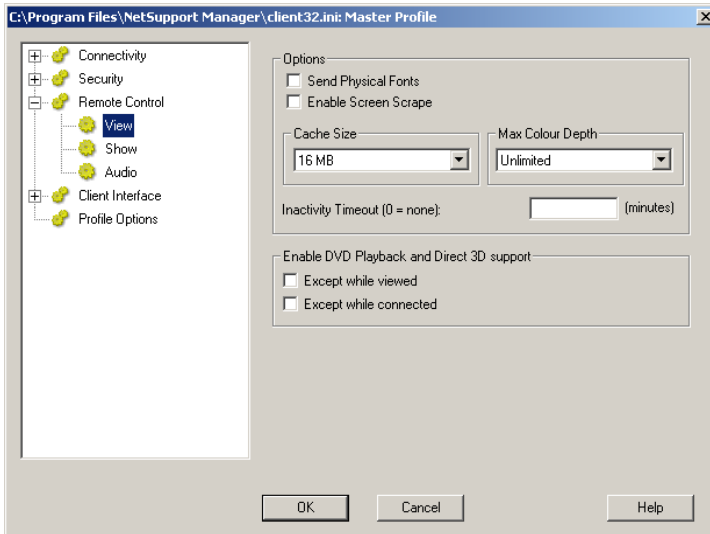 C:\Program Files\NetSupport Manager\client32.ini: Master Profile
Connectivity
Security
Remote Control
View
Show
Audio
Client Interface
Profile Options
Options
Send Physical Fonts
Enable Screen Scrape
Cache Size
16 MB
Max Colour Depth
Unlimited
Inactivity Timeout (0 = none):
(minutes)
Enable DVD Playback and Direct 3D support
Except while viewed
Except while connected
OK
Cancel
Help